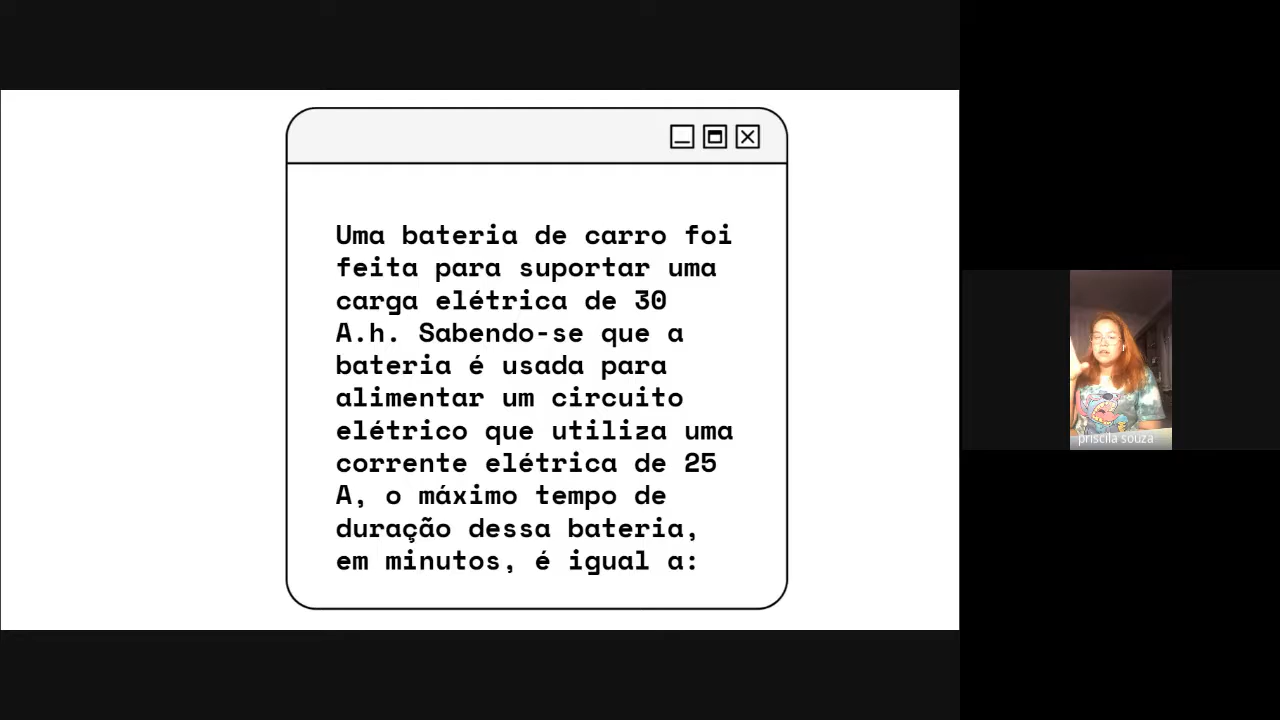 Uma bateria de carro foi
feita para suportar uma
carga elétrica de 30
A.h. Sabendo-se que a
bateria é usada para
alimentar um circuito
elétrico que utiliza uma
corrente elétrica de 25
A, o máximo tempo de
duração dessa bateria,
em minutos, é igual a:
priscila souza